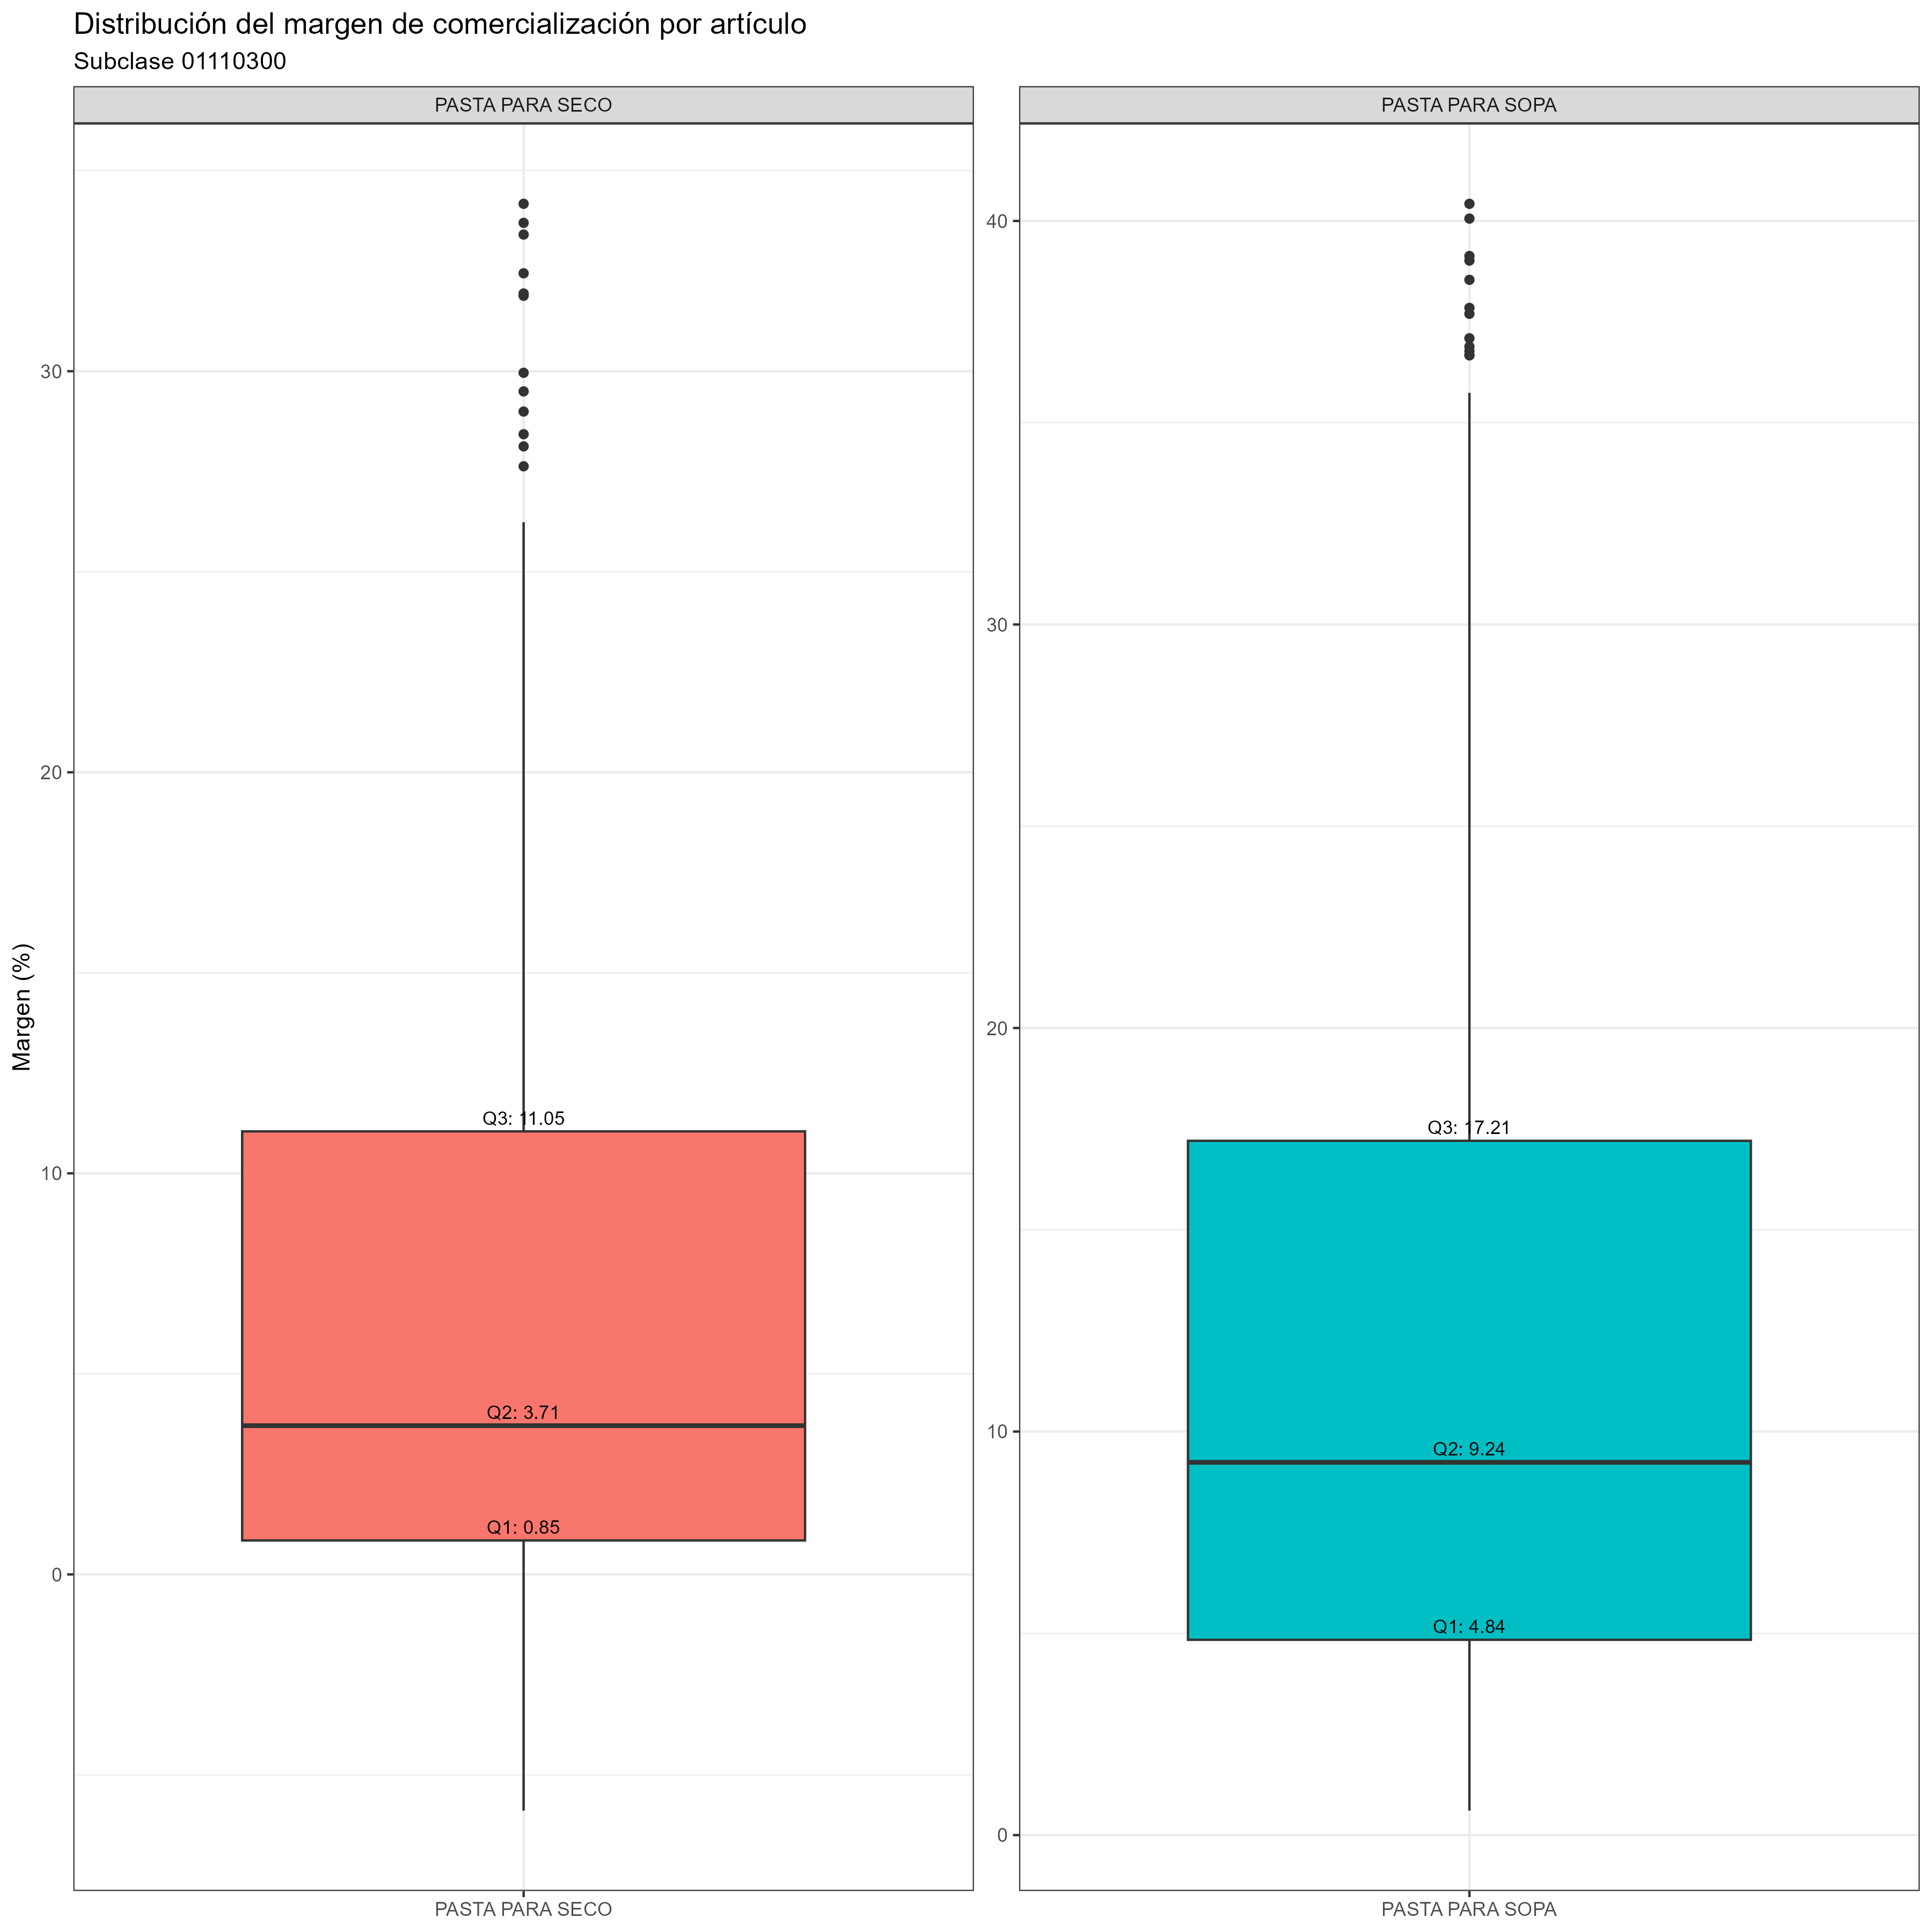 Distribución del margen de comercialización por artículo
Subclase 01110300
PASTA PARA SECO
PASTA PARA SOPA
Margen (%)
30
20
10
0
Q3: 11.05
Q2: 3.71
Q1: 0.85
PASTA PARA SECO
40
30
20
10
0
Q3: 17.21
Q2: 9.24
Q1: 4.84
PASTA PARA SOPA